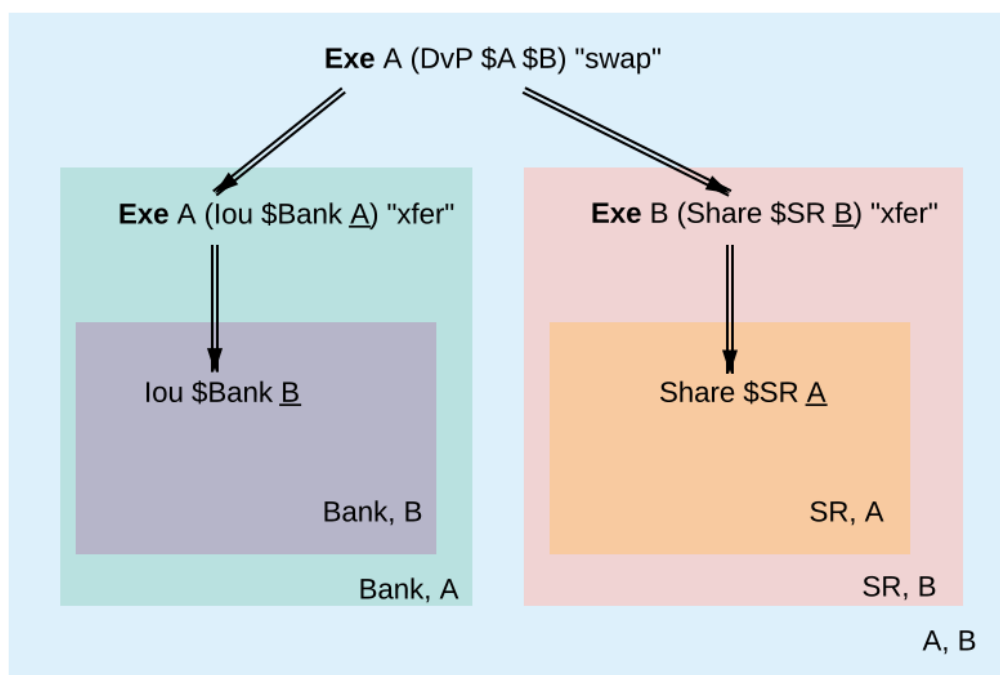 Exe A (DvP $A $B) "swap"
Exe A (Iou $Bank A) "xfer"
Exe B (Share $SR B) "xfer"
Iou $Bank B
Share $SR A
Bank, B
SR, A
Bank, A
SR, B
A, B